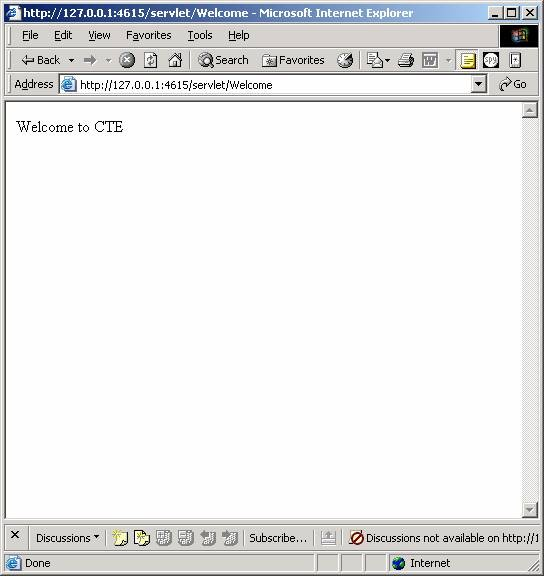 http://127.0.0.1:4615/servlet/Welcome - Microsoft Internet Explorer
File Edit View Favorites Tools Help
Back Search Favorites W SPY
Address http://127.0.0.1:4615/servlet/Welcome Go
Welcome to CTE
Discussions Subscribe... Discussions not available on http://1
Done Internet